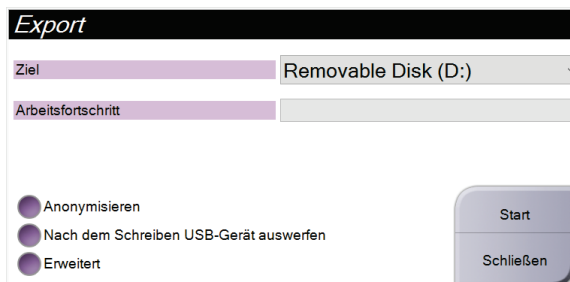 Export
Ziel
Removable Disk (D:)
Arbeitsfortschritt
Anonymisieren
Nach dem Schreiben USB-Gerät auswerfen
Erweitert
Start
Schließen